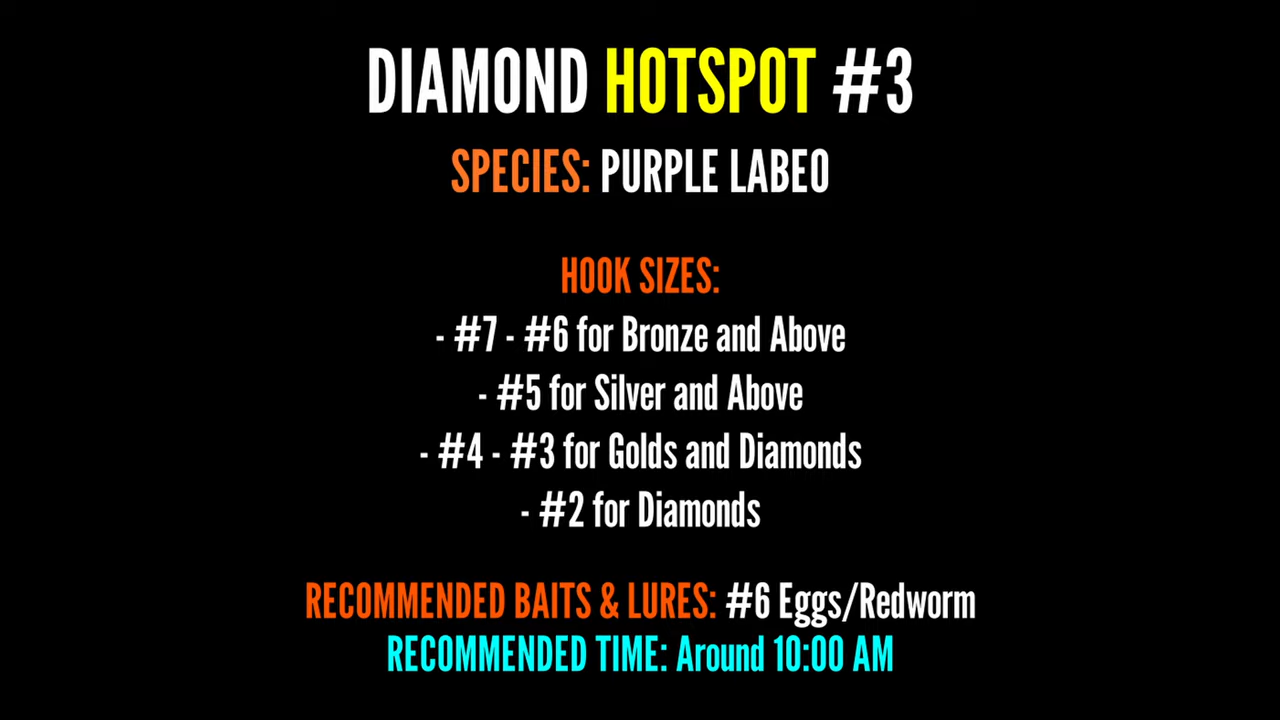 DIAMOND HOTSPOT #3
SPECIES: PURPLE LABEO
HOOK SIZES:
- #7 - #6 for Bronze and Above
- #5 for Silver and Above
- #4 - #3 for Golds and Diamonds
- #2 for Diamonds
RECOMMENDED BAITS & LURES: #6 Eggs/Redworm
RECOMMENDED TIME: Around 10:00 AM